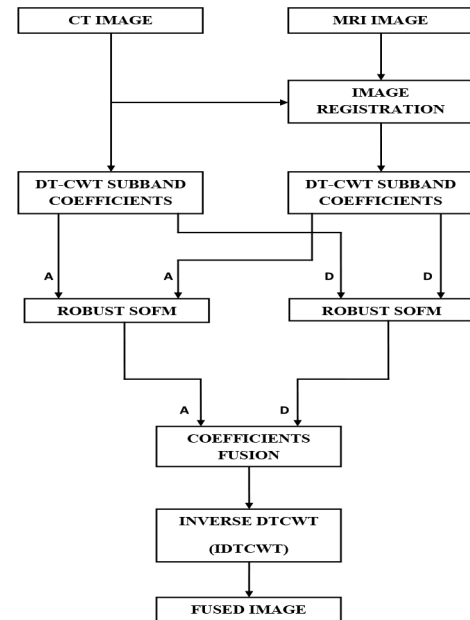 CT IMAGE
MRI IMAGE
IMAGE
REGISTRATION
DT-CWT SUBBAND
COEFFICIENTS
DT-CWT SUBBAND
COEFFICIENTS
A
A
D
D
ROBUST SOFM
ROBUST SOFM
A
D
COEFFICIENTS
FUSION
INVERSE DTCWT
(IDTCWT)
FUSED IMAGE